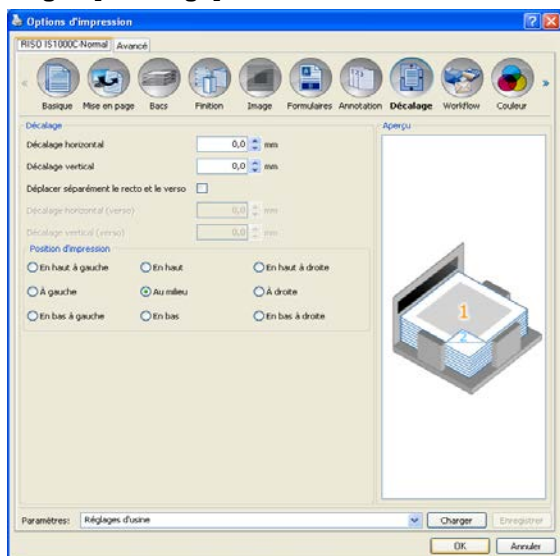 Options d'impression
RISO IS1000C-Normal Avancé
Basique Mise en page Bacs Finition Image Formulaires Annotation Décalage Workflow Couleur
Décalage
Aperçu
Décalage horizontal 0,0 mm
Décalage vertical 0,0 mm
Déplacer séparément le recto et le verso
Décalage horizontal (verso) 0,0 mm
Décalage vertical (verso) 0,0 mm
Position d'impression
En haut à gauche En haut En haut à droite
À gauche Au milieu À droite
En bas à gauche En bas En bas à droite
1
2
Paramètres: Réglages d'usine Charger Enregistrer
OK Annuler